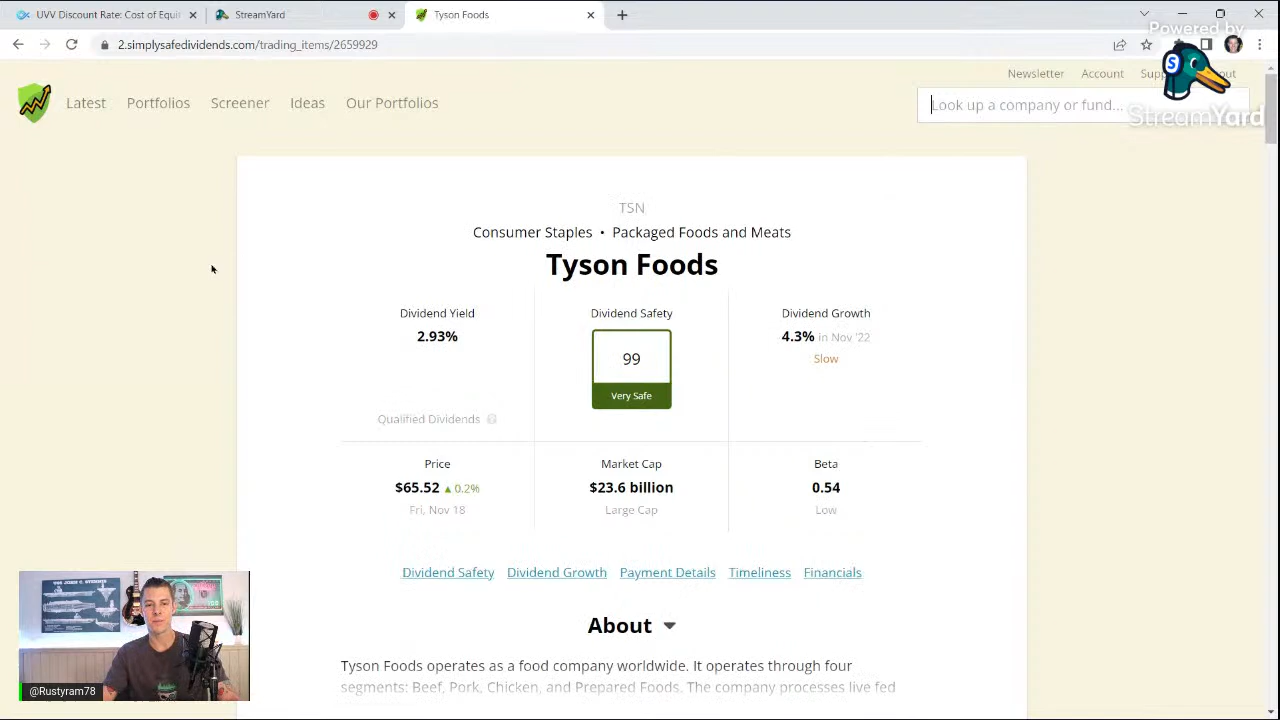 UVV Discount Rate: Cost of Equi
StreamYard
Tyson Foods
2.simplysafedividends.com/trading_items/2659929
Powered by
StreamYard
Newsletter
Account
Latest
Portfolios
Screener
Ideas
Our Portfolios
Look up a company or fund...
TSN
Consumer Staples • Packaged Foods and Meats
Tyson Foods
Dividend Yield
2.93%
Qualified Dividends
Dividend Safety
99
Very Safe
Dividend Growth
4.3% in Nov '22
Slow
Price
$65.52 ▲ 0.2%
Fri, Nov 18
Market Cap
$23.6 billion
Large Cap
Beta
0.54
Low
Dividend Safety
Dividend Growth
Payment Details
Timeliness
Financials
About
Tyson Foods operates as a food company worldwide. It operates through four
segments: Beef, Pork, Chicken, and Prepared Foods. The company processes live fed
@Rustyram78